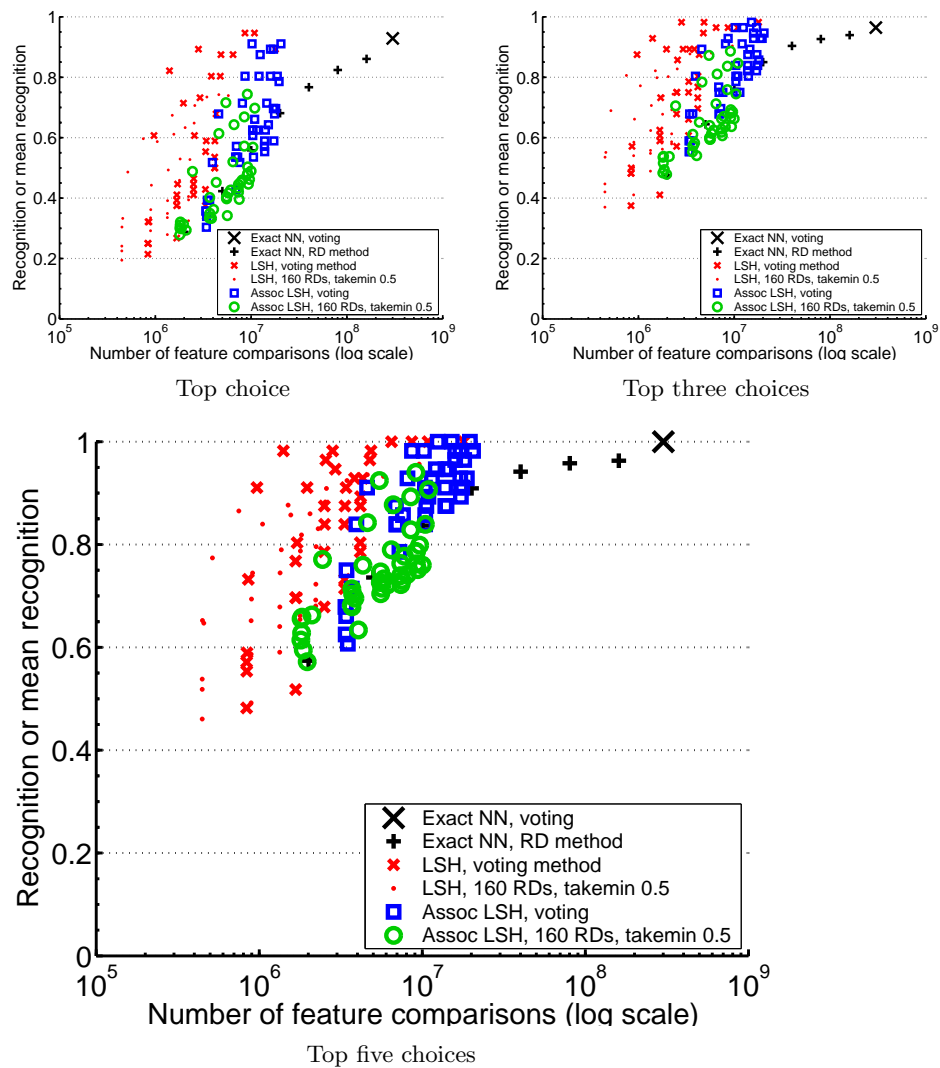 Recognition or mean recognition
1
0.8
0.6
0.4
0.2
0
10^5
10^6
10^7
10^8
10^9
Number of feature comparisons (log scale)
Exact NN, voting
Exact NN, RD method
LSH, voting method
LSH, 160 RDs, takemin 0.5
Assoc LSH, voting
Assoc LSH, 160 RDs, takemin 0.5
Top choice
Recognition or mean recognition
1
0.8
0.6
0.4
0.2
0
10^5
10^6
10^7
10^8
10^9
Number of feature comparisons (log scale)
Exact NN, voting
Exact NN, RD method
LSH, voting method
LSH, 160 RDs, takemin 0.5
Assoc LSH, voting
Assoc LSH, 160 RDs, takemin 0.5
Top three choices
Recognition or mean recognition
1
0.8
0.6
0.4
0.2
0
10^5
10^6
10^7
10^8
10^9
Number of feature comparisons (log scale)
Exact NN, voting
Exact NN, RD method
LSH, voting method
LSH, 160 RDs, takemin 0.5
Assoc LSH, voting
Assoc LSH, 160 RDs, takemin 0.5
Top five choices